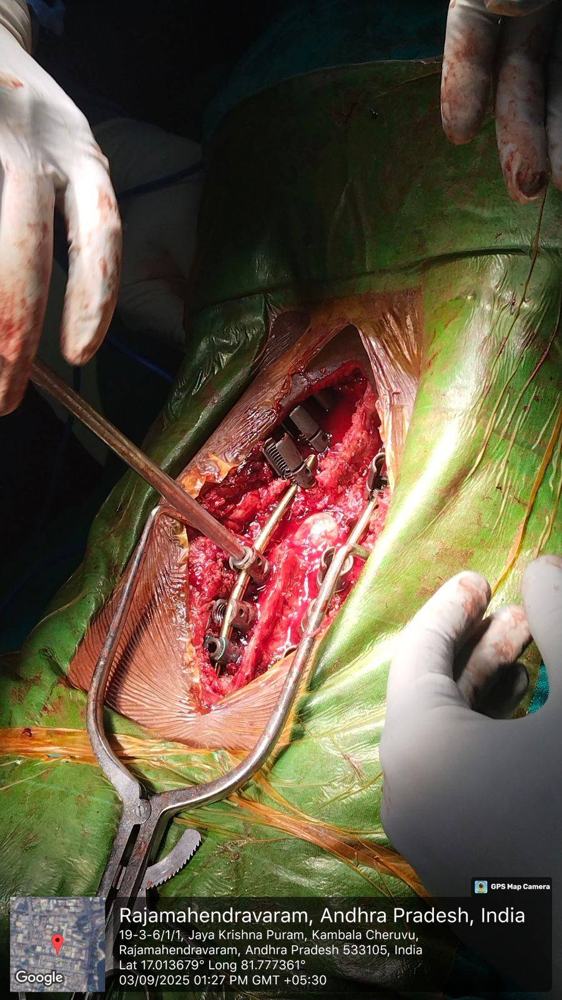 GPS Map Camera
Rajamahendravaram, Andhra Pradesh, India
19-3-6/1/1, Jaya Krishna Puram, Kambala Cheruvu,
Rajamahendravaram, Andhra Pradesh 533105, India
Lat 17.013679° Long 81.777361°
03/09/2025 01:27 PM GMT +05:30
Google